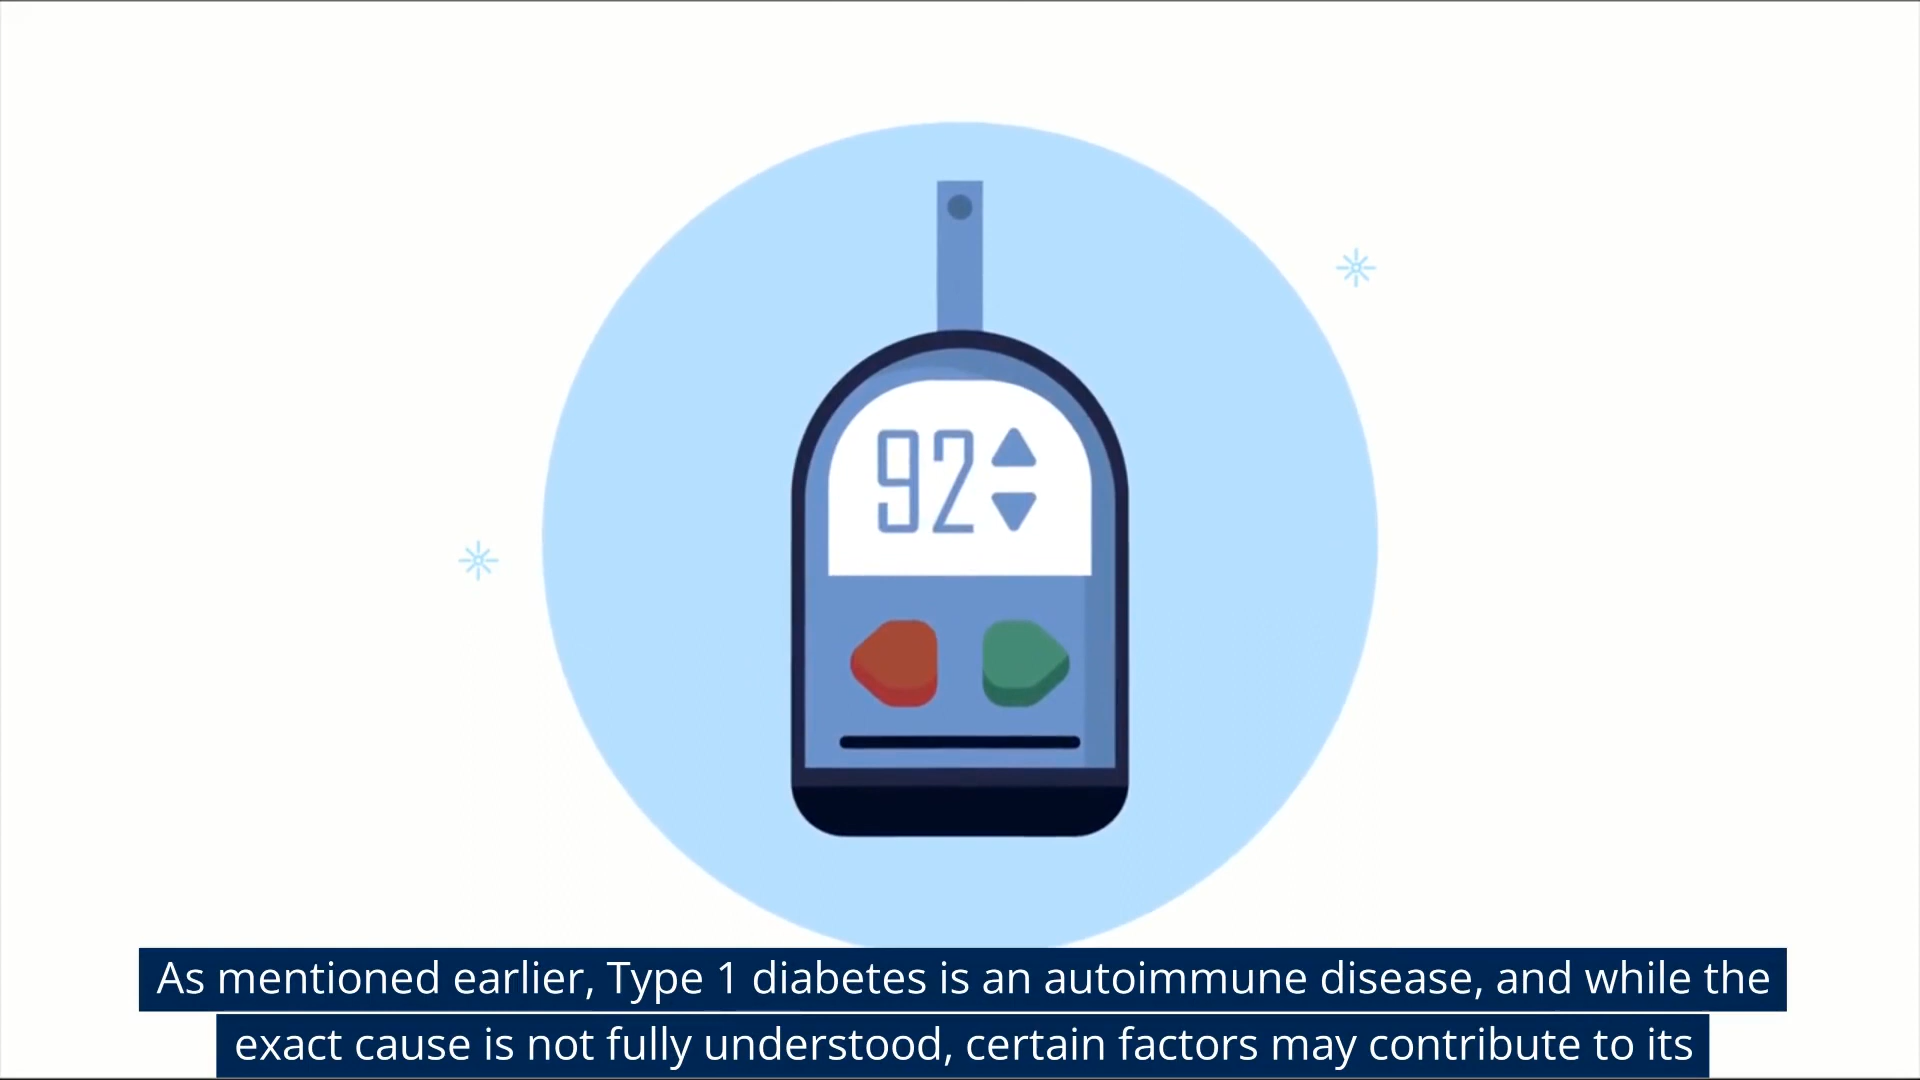 92
As mentioned earlier, Type 1 diabetes is an autoimmune disease, and while the
exact cause is not fully understood, certain factors may contribute to its